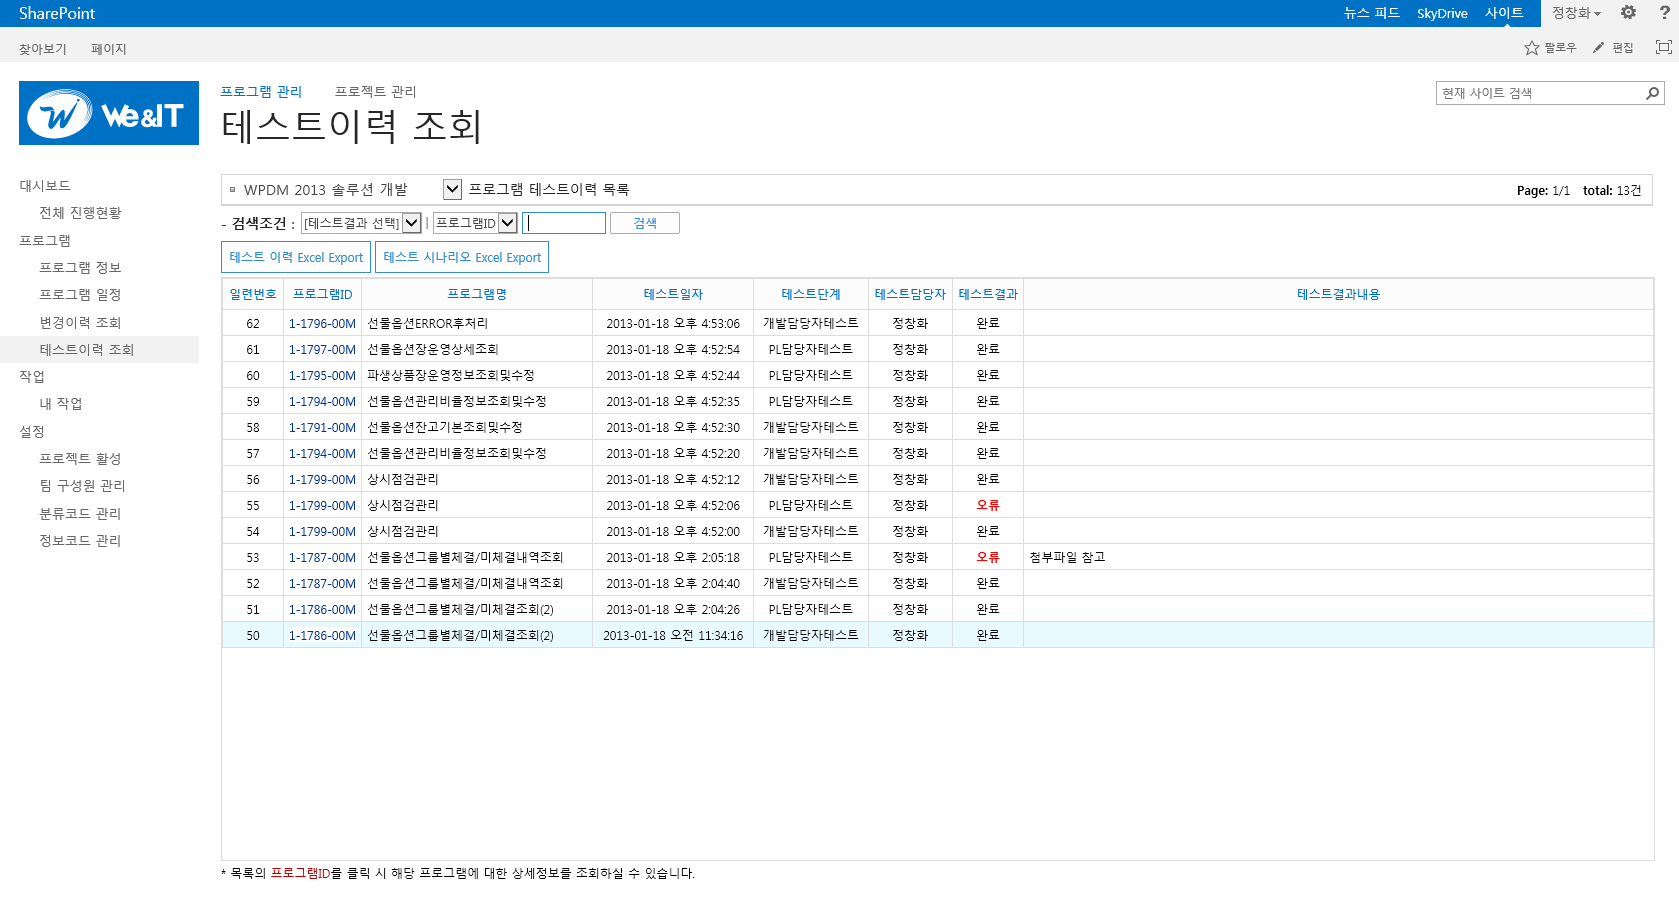 SharePoint
뉴스 피드 SkyDrive 사이트 정창화 ?
찾아보기 페이지
팔로우 편집
We&IT
프로그램 관리 프로젝트 관리
현재 사이트 검색
테스트이력 조회
대시보드
전체 진행현황
프로그램
프로그램 정보
프로그램 일정
변경이력 조회
테스트이력 조회
작업
내 작업
설정
프로젝트 활성
팀 구성원 관리
분류코드 관리
정보코드 관리
WPDM 2013 솔루션 개발 프로그램 테스트이력 목록 Page: 1/1 total: 13건
- 검색조건 : [테스트결과 선택] | 프로그램ID 검색
테스트 이력 Excel Export 테스트 시나리오 Excel Export
일련번호 프로그램ID 프로그램명 테스트일자 테스트단계 테스트담당자 테스트결과 테스트결과내용
62 1-1796-00M 선물옵션ERROR후처리 2013-01-18 오후 4:53:06 개발담당자테스트 정창화 완료
61 1-1797-00M 선물옵션장운영상세조회 2013-01-18 오후 4:52:54 PL담당자테스트 정창화 완료
60 1-1795-00M 파생상품장운영정보조회및수정 2013-01-18 오후 4:52:44 PL담당자테스트 정창화 완료
59 1-1794-00M 선물옵션관리비율정보조회및수정 2013-01-18 오후 4:52:35 PL담당자테스트 정창화 완료
58 1-1791-00M 선물옵션잔고기본조회및수정 2013-01-18 오후 4:52:30 개발담당자테스트 정창화 완료
57 1-1794-00M 선물옵션관리비율정보조회및수정 2013-01-18 오후 4:52:20 개발담당자테스트 정창화 완료
56 1-1799-00M 상시점검관리 2013-01-18 오후 4:52:12 개발담당자테스트 정창화 완료
55 1-1799-00M 상시점검관리 2013-01-18 오후 4:52:06 PL담당자테스트 정창화 오류
54 1-1799-00M 상시점검관리 2013-01-18 오후 4:52:00 개발담당자테스트 정창화 완료
53 1-1787-00M 선물옵션그룹별체결/미체결내역조회 2013-01-18 오후 2:05:18 PL담당자테스트 정창화 오류 첨부파일 참고
52 1-1787-00M 선물옵션그룹별체결/미체결내역조회 2013-01-18 오후 2:04:40 개발담당자테스트 정창화 완료
51 1-1786-00M 선물옵션그룹별체결/미체결조회(2) 2013-01-18 오후 2:04:26 PL담당자테스트 정창화 완료
50 1-1786-00M 선물옵션그룹별체결/미체결조회(2) 2013-01-18 오전 11:34:16 개발담당자테스트 정창화 완료
* 목록의 프로그램ID를 클릭 시 해당 프로그램에 대한 상세정보를 조회하실 수 있습니다.